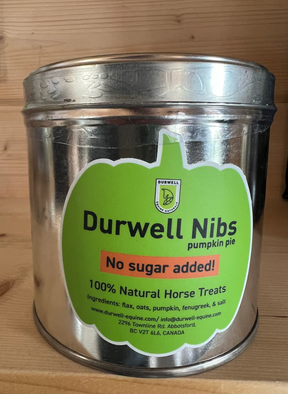 DURWELL
Durwell Nibs
pumpkin pie
No sugar added!
100% Natural Horse Treats
Ingredients: flax, oats, pumpkin, fenugreek, & salt
www.durwell-equine.com/ info@durwell-equine.com
2294 Townline Rd. Abbotsford,
BC V2T 6L6, CANADA